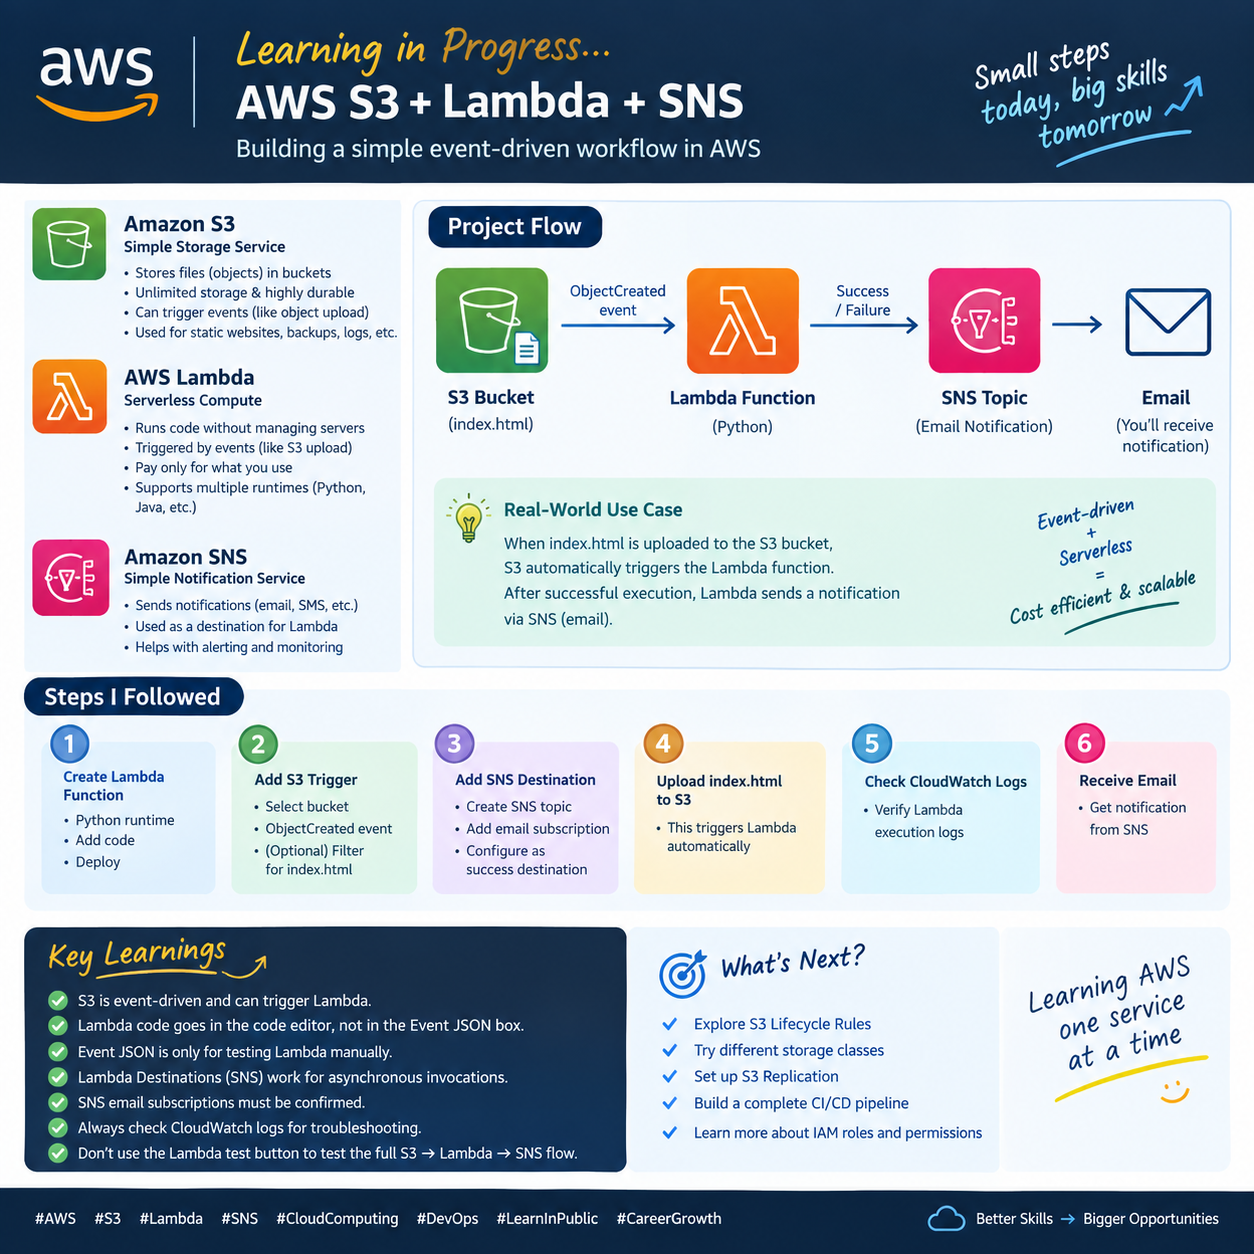 aws
Learning in Progress...
AWS S3 + Lambda + SNS
Building a simple event-driven workflow in AWS
Small steps
today, big skills
tomorrow
Amazon S3
Simple Storage Service
• Stores files (objects) in buckets
• Unlimited storage & highly durable
• Can trigger events (like object upload)
• Used for static websites, backups, logs, etc.
AWS Lambda
Serverless Compute
• Runs code without managing servers
• Triggered by events (like S3 upload)
• Pay only for what you use
• Supports multiple runtimes (Python,
Java, etc.)
Amazon SNS
Simple Notification Service
• Sends notifications (email, SMS, etc.)
• Used as a destination for Lambda
• Helps with alerting and monitoring
Project Flow
ObjectCreated
event
Success
/ Failure
S3 Bucket
(index.html)
Lambda Function
(Python)
SNS Topic
(Email Notification)
Email
(You'll receive
notification)
Real-World Use Case
When index.html is uploaded to the S3 bucket,
S3 automatically triggers the Lambda function.
After successful execution, Lambda sends a notification
via SNS (email).
Event-driven
+
Serverless
=
Cost efficient & scalable
Steps I Followed
1
Create Lambda
Function
• Python runtime
• Add code
• Deploy
2
Add S3 Trigger
• Select bucket
• ObjectCreated event
• (Optional) Filter
for index.html
3
Add SNS Destination
• Create SNS topic
• Add email subscription
• Configure as
success destination
4
Upload index.html
to S3
• This triggers Lambda
automatically
5
Check CloudWatch Logs
• Verify Lambda
execution logs
6
Receive Email
• Get notification
from SNS
Key Learnings
S3 is event-driven and can trigger Lambda.
Lambda code goes in the code editor, not in the Event JSON box.
Event JSON is only for testing Lambda manually.
Lambda Destinations (SNS) work for asynchronous invocations.
SNS email subscriptions must be confirmed.
Always check CloudWatch logs for troubleshooting.
Don't use the Lambda test button to test the full S3 → Lambda → SNS flow.
What's Next?
Explore S3 Lifecycle Rules
Try different storage classes
Set up S3 Replication
Build a complete CI/CD pipeline
Learn more about IAM roles and permissions
Learning AWS
one service
at a time
#AWS #S3 #Lambda #SNS #CloudComputing #DevOps #LearnInPublic #CareerGrowth
Better Skills → Bigger Opportunities